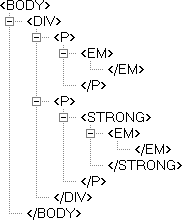 <BODY>
<DIV>
<P>
<EM>
</EM>
</P>
<P>
<STRONG>
<EM>
</EM>
</STRONG>
</P>
</DIV>
</BODY>